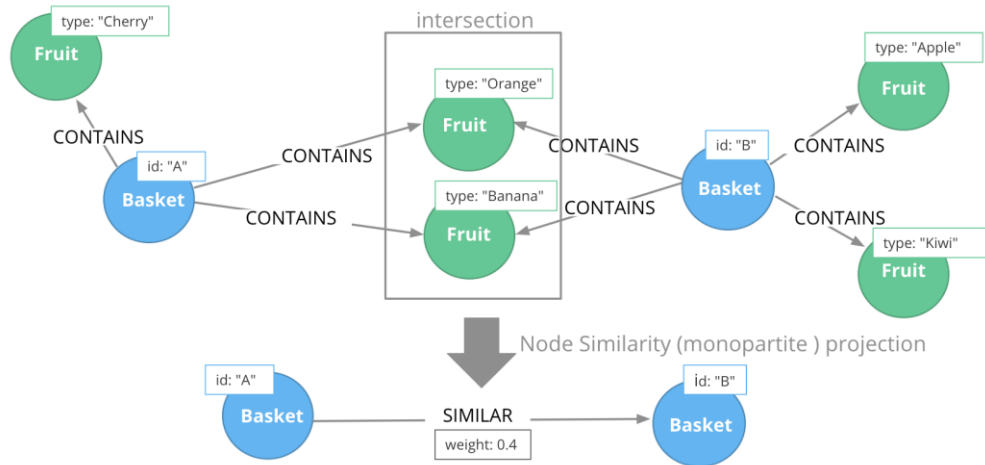 type: "Cherry"
Fruit
intersection
type: "Apple"
Fruit
type: "Orange"
Fruit
CONTAINS
CONTAINS
CONTAINS
CONTAINS
id: "A"
Basket
id: "B"
Basket
type: "Banana"
Fruit
CONTAINS
CONTAINS
CONTAINS
type: "Kiwi"
Fruit
Node Similarity (monopartite ) projection
id: "A"
Basket
SIMILAR
weight: 0.4
id: "B"
Basket